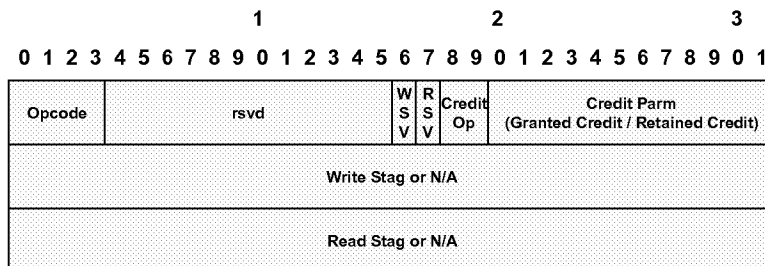 1 2 3
0 1 2 3 4 5 6 7 8 9 0 1 2 3 4 5 6 7 8 9 0 1 2 3 4 5 6 7 8 9 0 1
Opcode
rsvd
W
S
V
R
S
V
Credit
Op
Credit Parm
(Granted Credit / Retained Credit)
Write Stag or N/A
Read Stag or N/A